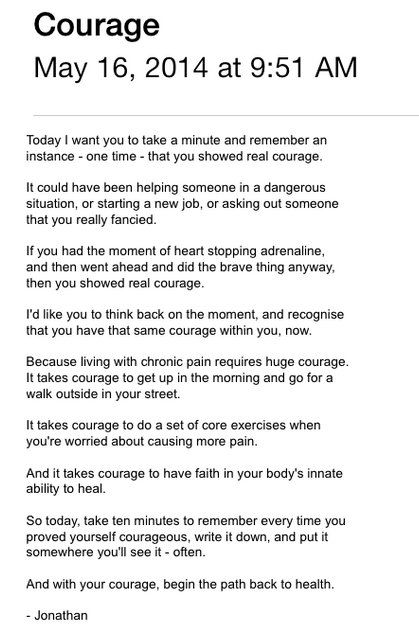 Courage
May 16, 2014 at 9:51 AM
Today I want you to take a minute and remember an
instance - one time - that you showed real courage.
It could have been helping someone in a dangerous
situation, or starting a new job, or asking out someone
that you really fancied.
If you had the moment of heart stopping adrenaline,
and then went ahead and did the brave thing anyway,
then you showed real courage.
I'd like you to think back on the moment, and recognise
that you have that same courage within you, now.
Because living with chronic pain requires huge courage.
It takes courage to get up in the morning and go for a
walk outside in your street.
It takes courage to do a set of core exercises when
you're worried about causing more pain.
And it takes courage to have faith in your body's innate
ability to heal.
So today, take ten minutes to remember every time you
proved yourself courageous, write it down, and put it
somewhere you'll see it - often.
And with your courage, begin the path back to health.
- Jonathan